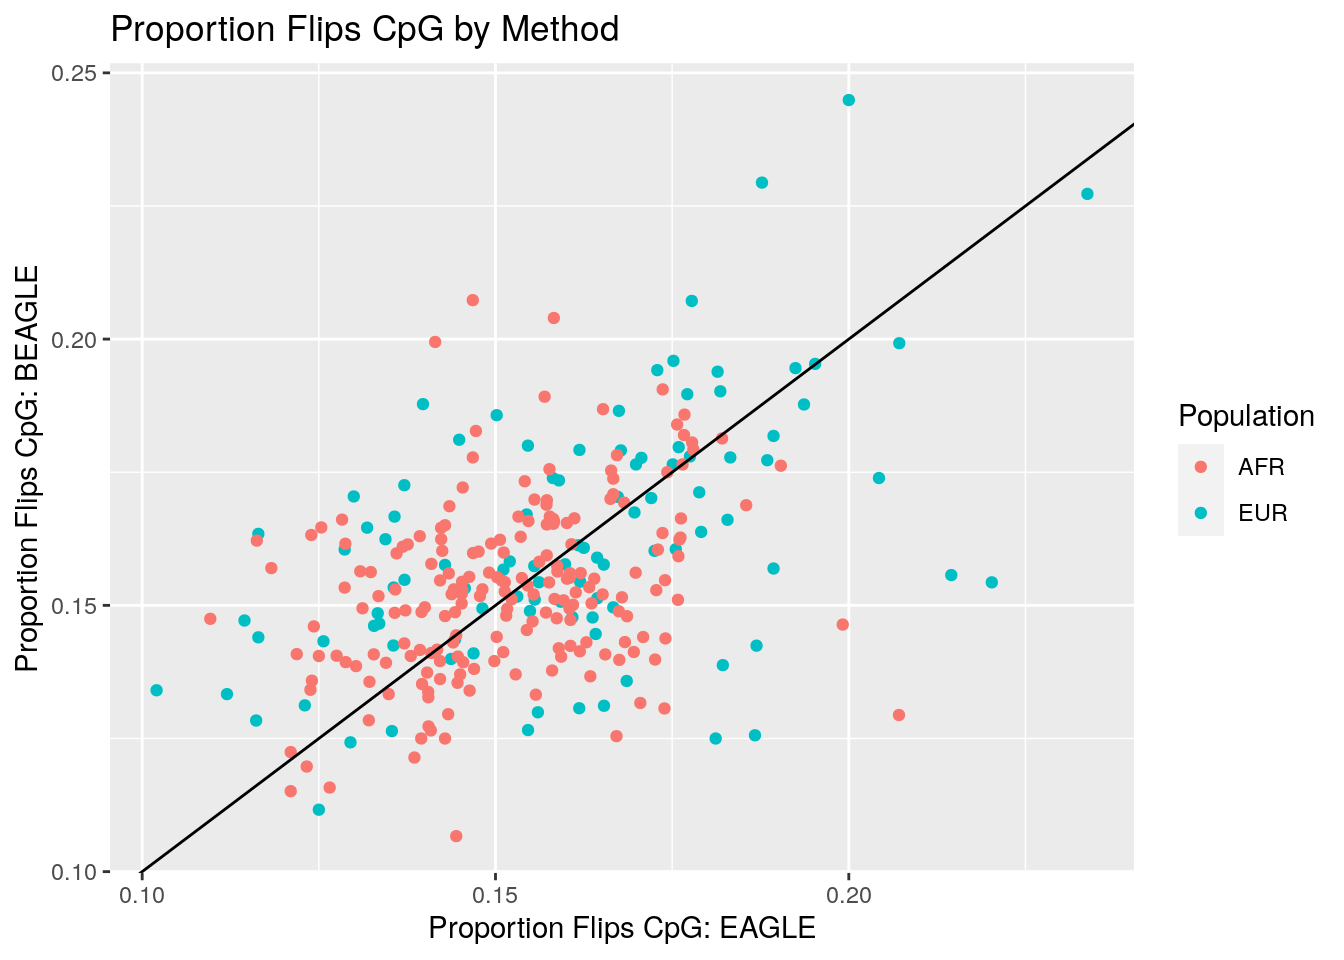 Proportion Flips CpG by Method
0.25
0.20
0.15
0.10
Proportion Flips CpG: BEAGLE
0.10
0.15
0.20
Proportion Flips CpG: EAGLE
Population
AFR
EUR